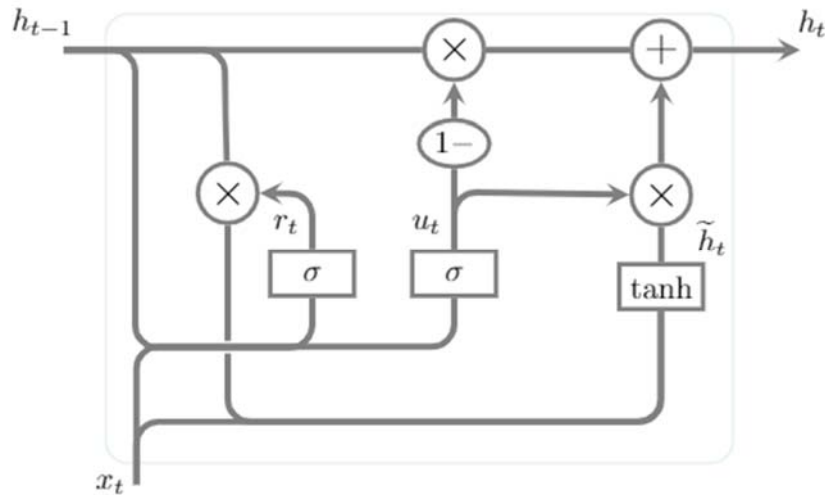 h_{t-1}
h_t
×
+
1−
×
×
r_t
u_t
h̃_t
σ
σ
tanh
x_t